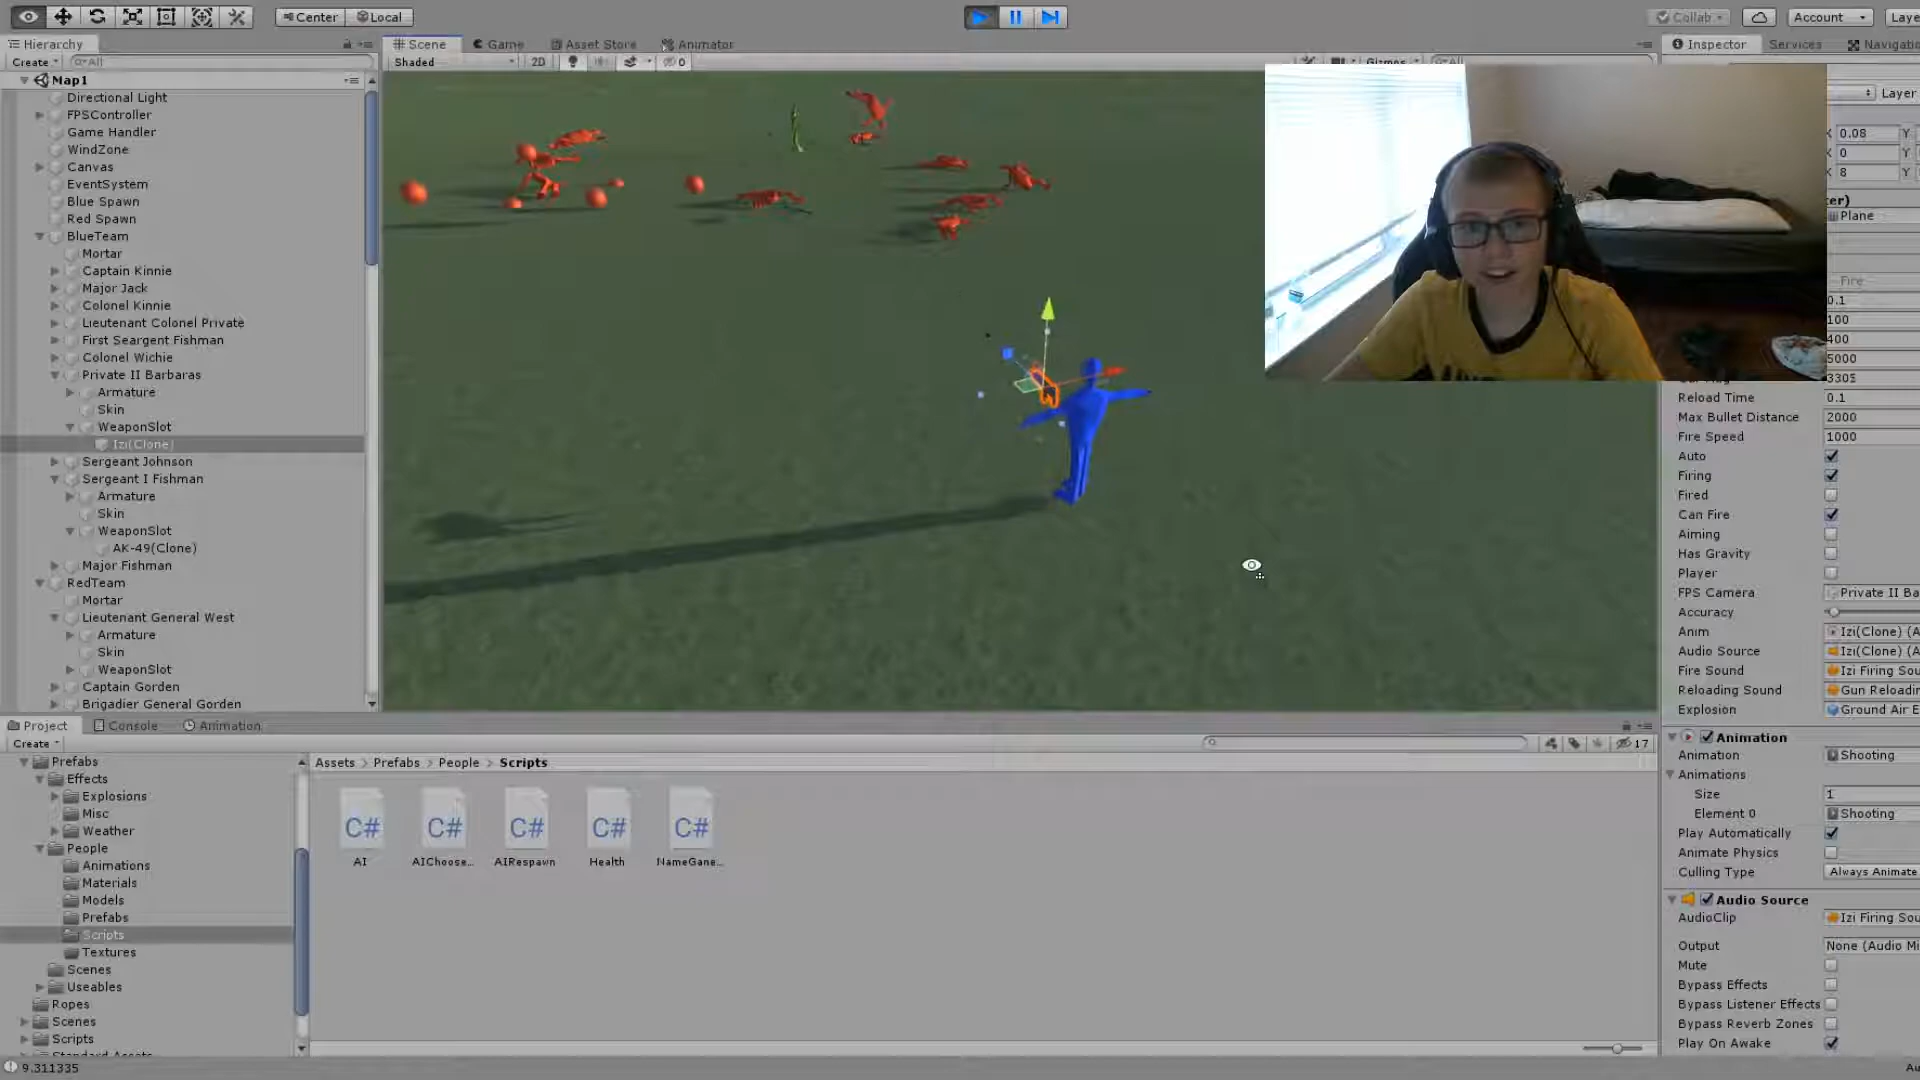 Center
Local
Collab
Account
Laye
Hierarchy
Scene
Game
Asset Store
Animator
Inspector
Services
Navigatio
Create
All
Shaded
2D
0
Gizmos
All
Map1
Directional Light
FPSController
Game Handler
WindZone
Canvas
EventSystem
Blue Spawn
Red Spawn
BlueTeam
Mortar
Captain Kinnie
Major Jack
Colonel Kinnie
Lieutenant Colonel Private
First Seargent Fishman
Colonel Wichie
Private II Barbaras
Armature
Skin
WeaponSlot
Izi(Clone)
Sergeant Johnson
Sergeant I Fishman
Armature
Skin
WeaponSlot
AK-49(Clone)
Major Fishman
RedTeam
Mortar
Lieutenant General West
Armature
Skin
WeaponSlot
Captain Gorden
Brigadier General Gorden
Layer
X 0.08 Y
X 0 Y
X 8 Y
Plane
Fire
0.1
100
400
5000
3305
Reload Time 0.1
Max Bullet Distance 2000
Fire Speed 1000
Auto
Firing
Fired
Can Fire
Aiming
Has Gravity
Player
FPS Camera Private II Ba
Accuracy
Anim Izi(Clone) (A
Audio Source Izi(Clone) (A
Fire Sound Izi Firing Sou
Reloading Sound Gun Reloadin
Explosion Ground Air E
Animation
Animation Shooting
Animations
Size 1
Element 0 Shooting
Play Automatically
Animate Physics
Culling Type Always Animate
Audio Source
AudioClip Izi Firing Sou
Output None (Audio Mi
Mute
Bypass Effects
Bypass Listener Effects
Bypass Reverb Zones
Play On Awake
Project
Console
Animation
Create
17
Prefabs
Effects
Explosions
Misc
Weather
People
Animations
Materials
Models
Prefabs
Scripts
Textures
Scenes
Useables
Ropes
Scenes
Scripts
Standard Assets
Assets > Prefabs > People > Scripts
C# C# C# C# C#
AI
AIChoose...
AIRespawn
Health
NameGane...
9.311335
Au